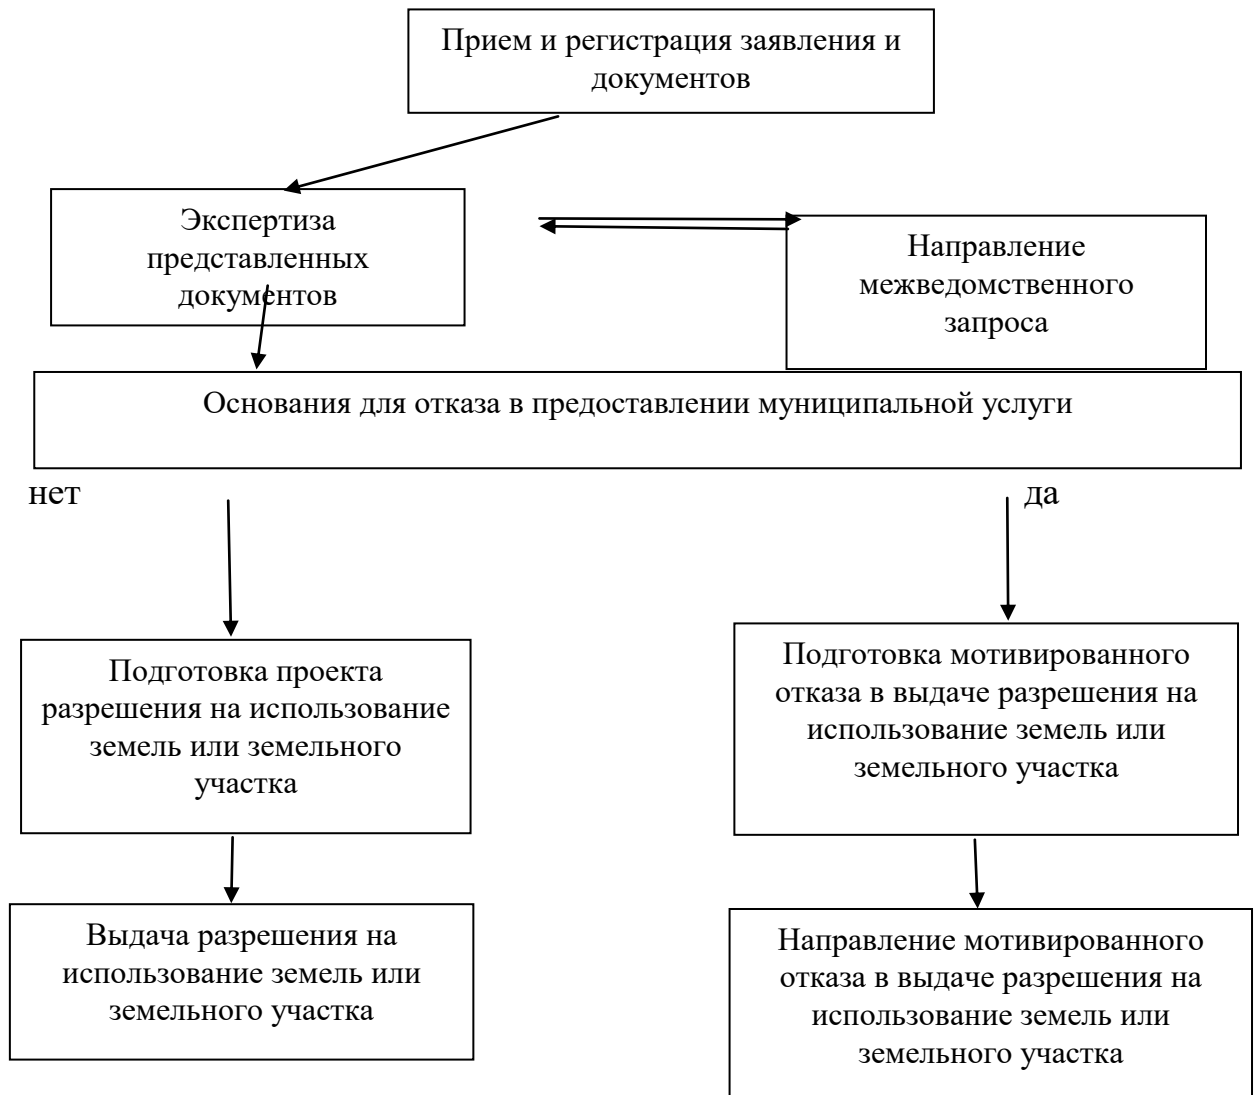 Прием и регистрация заявления и
документов
Экспертиза
представленных
документов
Направление
межведомственного
запроса
Основания для отказа в предоставлении муниципальной услуги
нет
да
Подготовка проекта
разрешения на использование
земель или земельного
участка
Подготовка мотивированного
отказа в выдаче разрешения на
использование земель или
земельного участка
Выдача разрешения на
использование земель или
земельного участка
Направление мотивированного
отказа в выдаче разрешения на
использование земель или
земельного участка